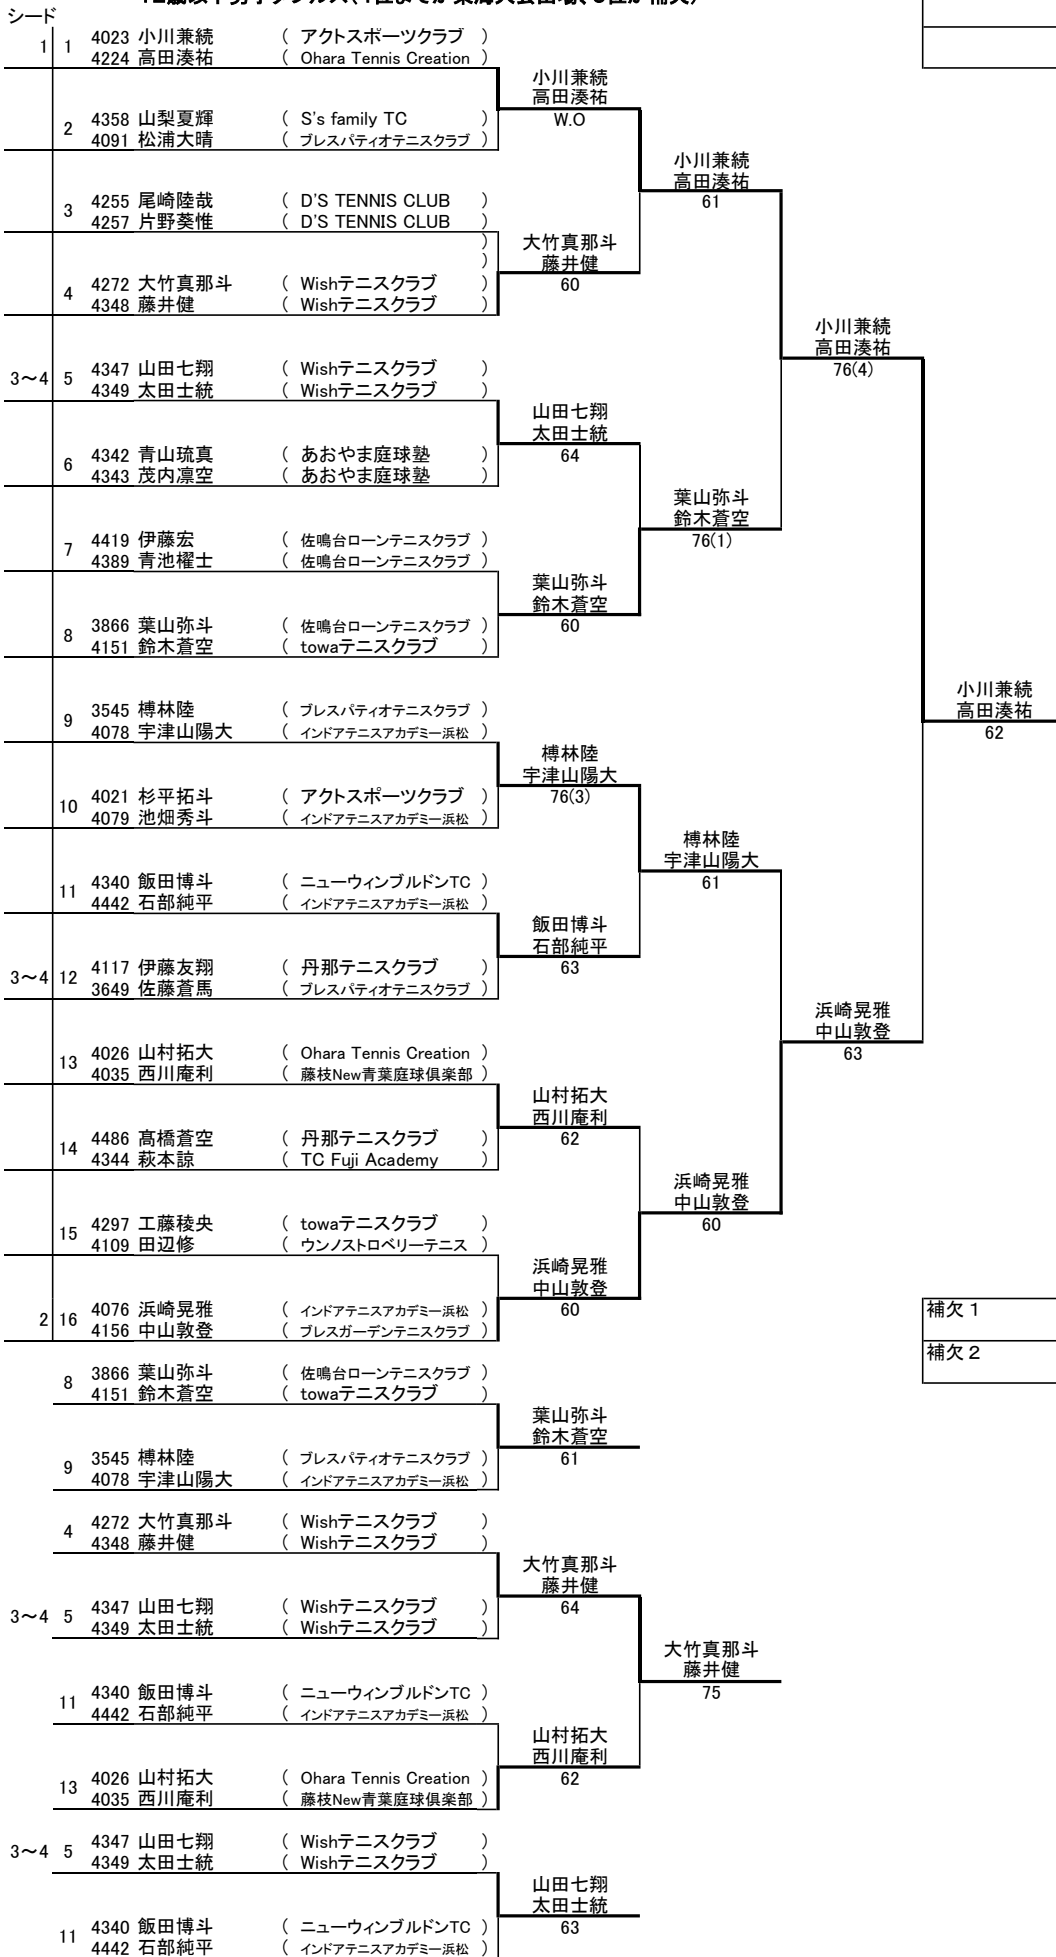 シード
1 1 4023 小川兼続 ( アクトスポーツクラブ )
4224 高田湊祐 ( Ohara Tennis Creation )
小川兼続
高田湊祐
W.O
2 4358 山梨夏輝 ( S's family TC )
4091 松浦大晴 ( ブレスパティオテニスクラブ )
小川兼続
高田湊祐
61
3 4255 尾崎陸哉 ( D'S TENNIS CLUB )
4257 片野葵惟 ( D'S TENNIS CLUB )
)
)
大竹真那斗
藤井健
60
4 4272 大竹真那斗 ( Wishテニスクラブ )
4348 藤井健 ( Wishテニスクラブ )
小川兼続
高田湊祐
76(4)
3～4 5 4347 山田七翔 ( Wishテニスクラブ )
4349 太田士統 ( Wishテニスクラブ )
山田七翔
太田士統
64
6 4342 青山琉真 ( あおやま庭球塾 )
4343 茂内凛空 ( あおやま庭球塾 )
葉山弥斗
鈴木蒼空
76(1)
7 4419 伊藤宏 ( 佐鳴台ローンテニスクラブ )
4389 青池櫂士 ( 佐鳴台ローンテニスクラブ )
葉山弥斗
鈴木蒼空
60
8 3866 葉山弥斗 ( 佐鳴台ローンテニスクラブ )
4151 鈴木蒼空 ( towaテニスクラブ )
小川兼続
高田湊祐
62
9 3545 榑林陸 ( ブレスパティオテニスクラブ )
4078 宇津山陽大 ( インドアテニスアカデミー浜松 )
榑林陸
宇津山陽大
76(3)
10 4021 杉平拓斗 ( アクトスポーツクラブ )
4079 池畑秀斗 ( インドアテニスアカデミー浜松 )
榑林陸
宇津山陽大
61
11 4340 飯田博斗 ( ニューウィンブルドンTC )
4442 石部純平 ( インドアテニスアカデミー浜松 )
飯田博斗
石部純平
63
3～4 12 4117 伊藤友翔 ( 丹那テニスクラブ )
3649 佐藤蒼馬 ( ブレスパティオテニスクラブ )
浜崎晃雅
中山敦登
63
13 4026 山村拓大 ( Ohara Tennis Creation )
4035 西川庵利 ( 藤枝New青葉庭球倶楽部 )
山村拓大
西川庵利
62
14 4486 髙橋蒼空 ( 丹那テニスクラブ )
4344 萩本諒 ( TC Fuji Academy )
浜崎晃雅
中山敦登
60
15 4297 工藤稜央 ( towaテニスクラブ )
4109 田辺修 ( ウンノストロベリーテニス )
浜崎晃雅
中山敦登
60
2 16 4076 浜崎晃雅 ( インドアテニスアカデミー浜松 )
4156 中山敦登 ( ブレスガーデンテニスクラブ )
補欠１
補欠２
8 3866 葉山弥斗 ( 佐鳴台ローンテニスクラブ )
4151 鈴木蒼空 ( towaテニスクラブ )
葉山弥斗
鈴木蒼空
61
9 3545 榑林陸 ( ブレスパティオテニスクラブ )
4078 宇津山陽大 ( インドアテニスアカデミー浜松 )
4 4272 大竹真那斗 ( Wishテニスクラブ )
4348 藤井健 ( Wishテニスクラブ )
大竹真那斗
藤井健
64
3～4 5 4347 山田七翔 ( Wishテニスクラブ )
4349 太田士統 ( Wishテニスクラブ )
大竹真那斗
藤井健
75
11 4340 飯田博斗 ( ニューウィンブルドンTC )
4442 石部純平 ( インドアテニスアカデミー浜松 )
山村拓大
西川庵利
62
13 4026 山村拓大 ( Ohara Tennis Creation )
4035 西川庵利 ( 藤枝New青葉庭球倶楽部 )
3～4 5 4347 山田七翔 ( Wishテニスクラブ )
4349 太田士統 ( Wishテニスクラブ )
山田七翔
太田士統
63
11 4340 飯田博斗 ( ニューウィンブルドンTC )
4442 石部純平 ( インドアテニスアカデミー浜松 )